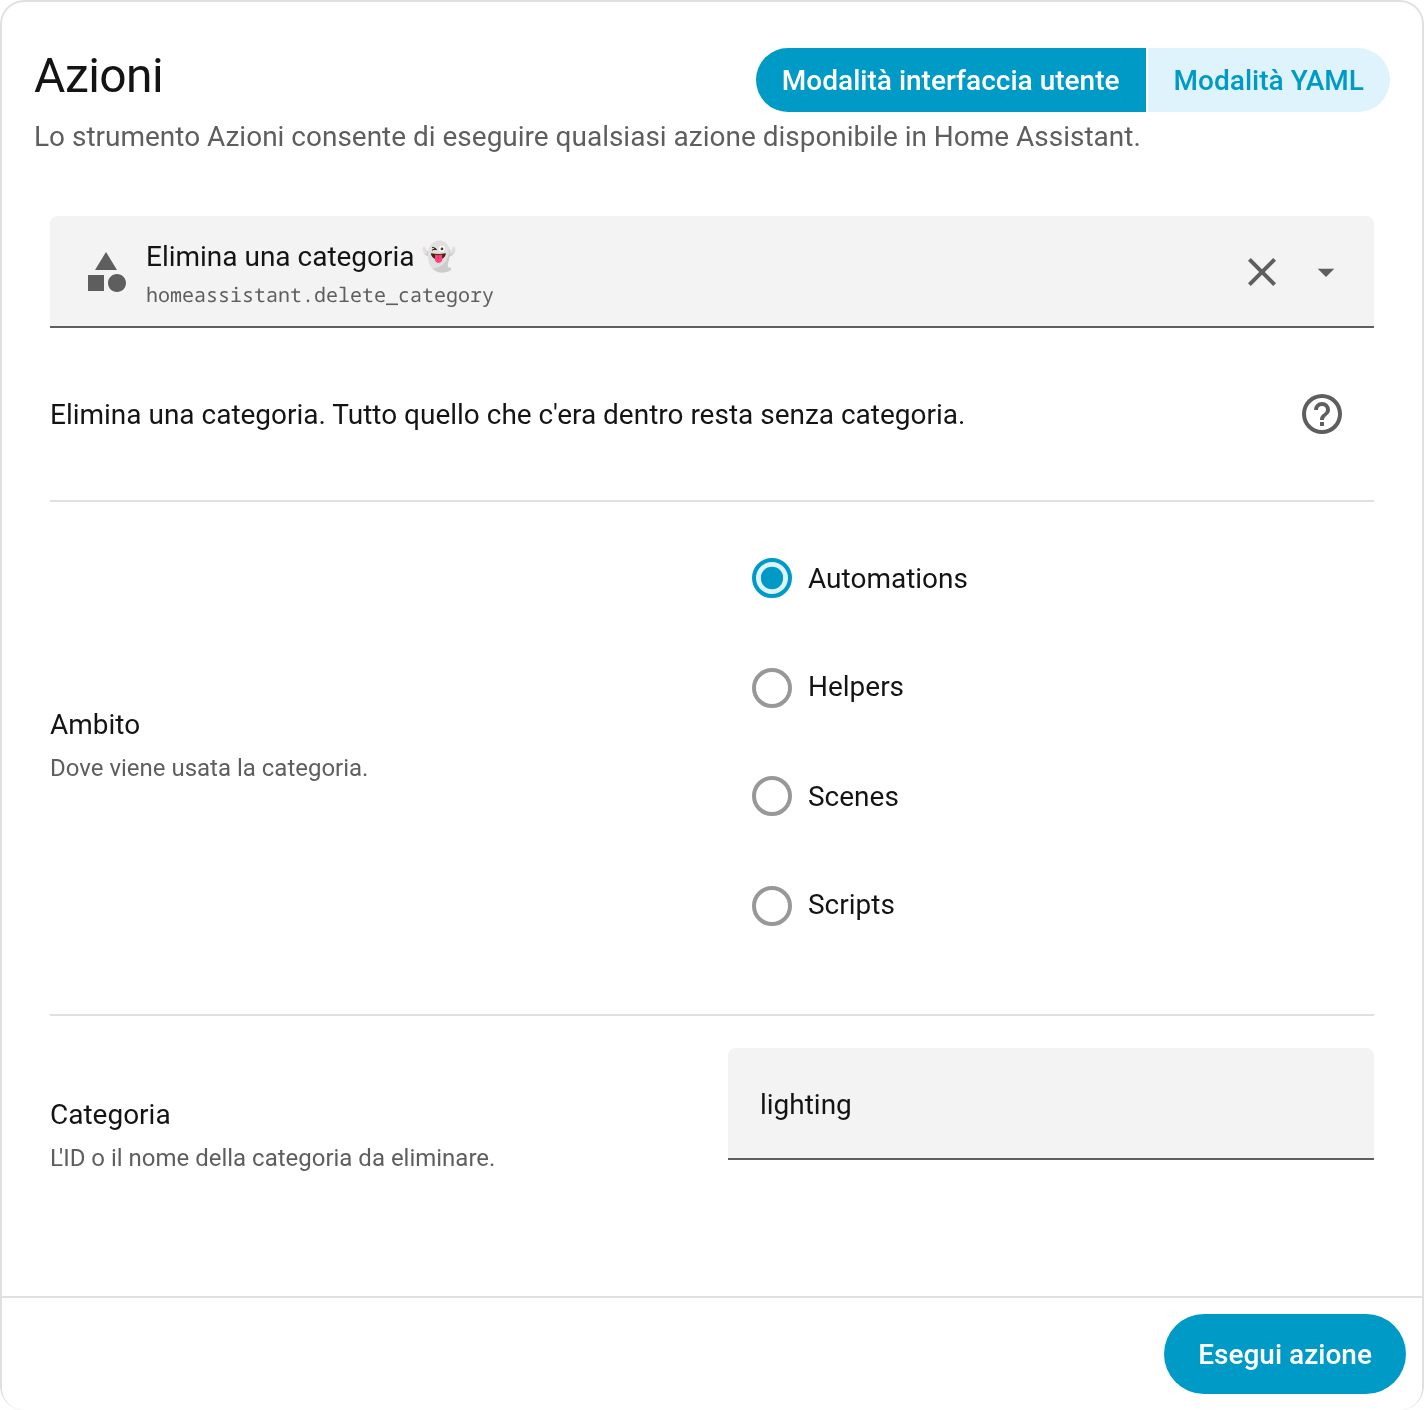 Azioni
Modalità interfaccia utente
Modalità YAML
Lo strumento Azioni consente di eseguire qualsiasi azione disponibile in Home Assistant.
Elimina una categoria 👻
homeassistant.delete_category
Elimina una categoria. Tutto quello che c'era dentro resta senza categoria.
Ambito
Dove viene usata la categoria.
Automations
Helpers
Scenes
Scripts
Categoria
L'ID o il nome della categoria da eliminare.
lighting
Esegui azione